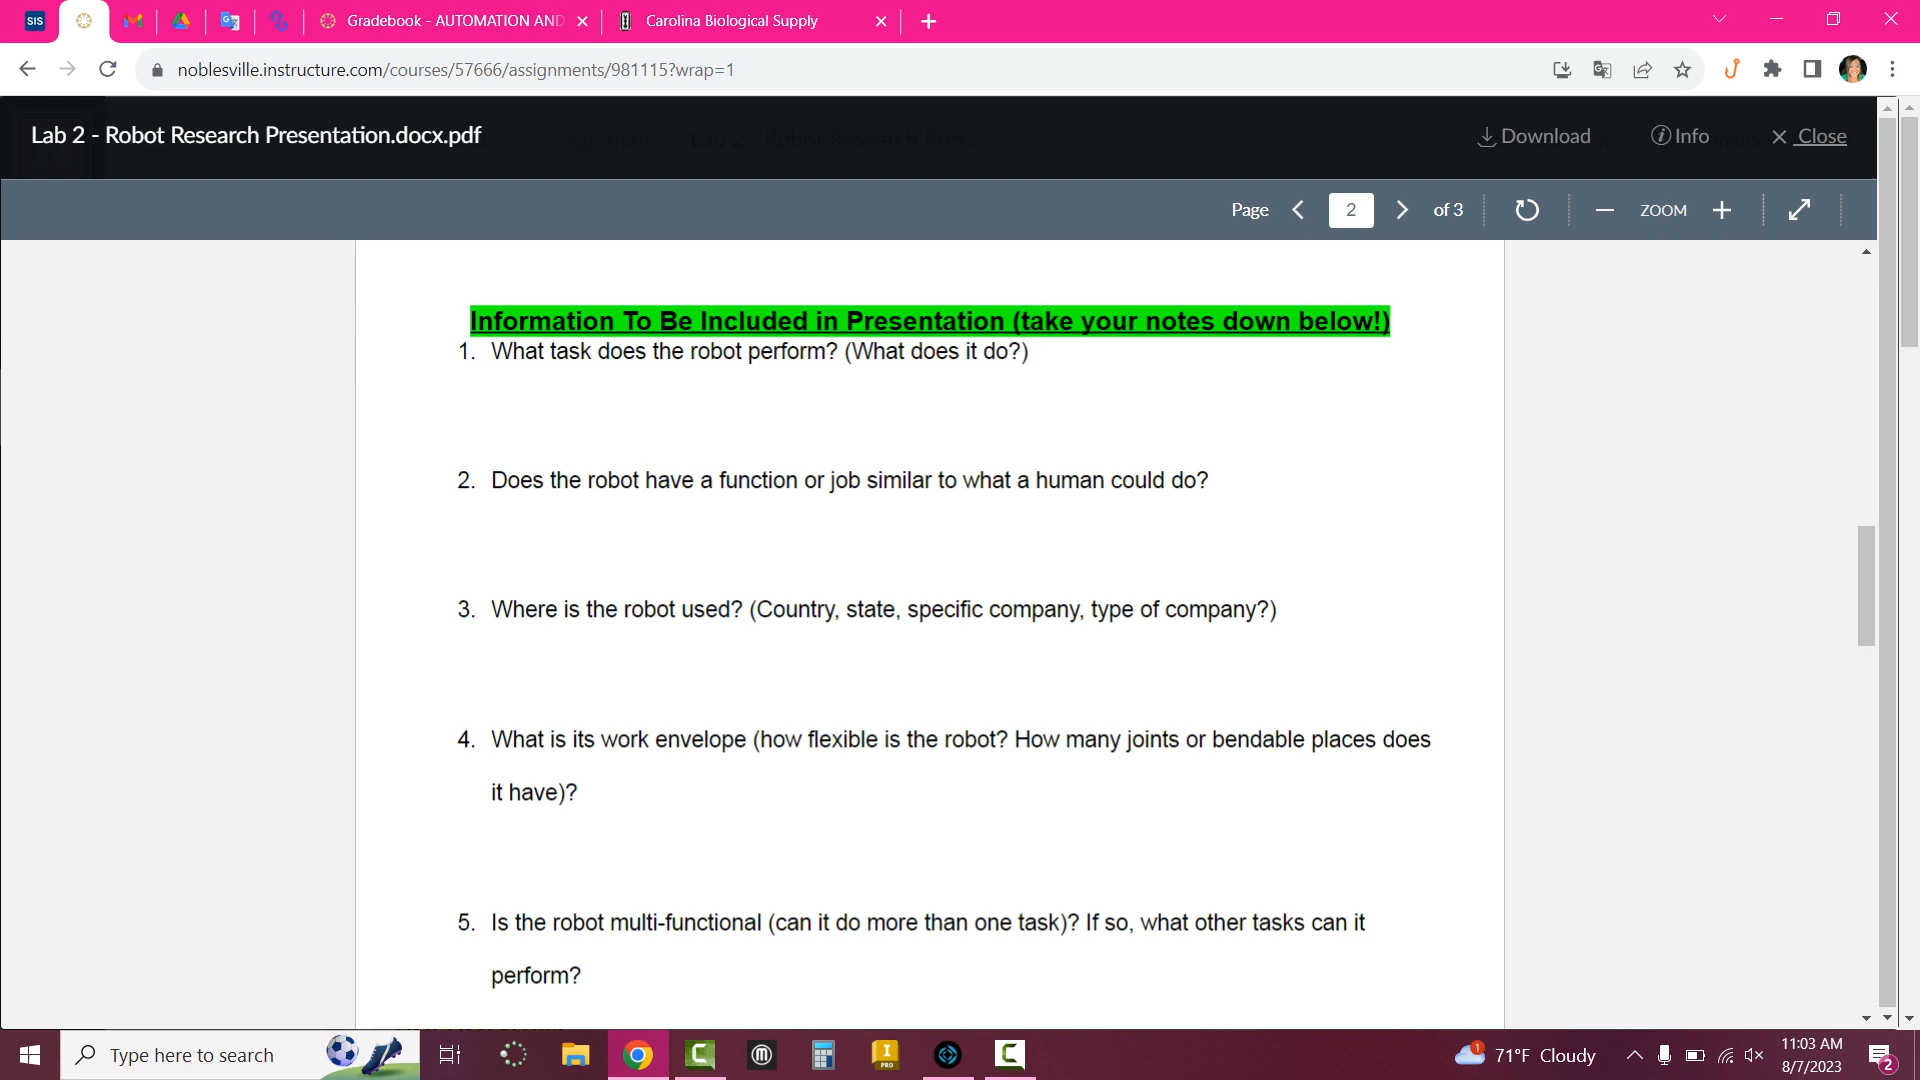 SIS
Gradebook - AUTOMATION AND
Carolina Biological Supply
noblesville.instructure.com/courses/57666/assignments/981115?wrap=1
Lab 2 - Robot Research Presentation.docx.pdf
Download
Info
Close
Page
2
of 3
ZOOM
Information To Be Included in Presentation (take your notes down below!)
1. What task does the robot perform? (What does it do?)
2. Does the robot have a function or job similar to what a human could do?
3. Where is the robot used? (Country, state, specific company, type of company?)
4. What is its work envelope (how flexible is the robot? How many joints or bendable places does
it have)?
5. Is the robot multi-functional (can it do more than one task)? If so, what other tasks can it
perform?
Type here to search
PRO
1
71°F Cloudy
11:03 AM
8/7/2023
2